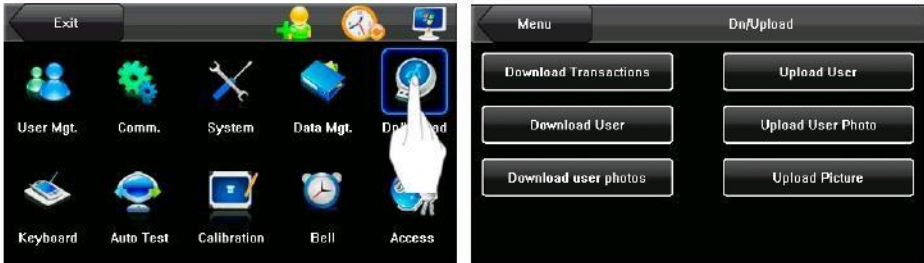 Exit
User Mgt.
Comm.
System
Data Mgt.
Keyboard
Auto Test
Calibration
Bell
Access
Menu
Dn/Upload
Download Transactions
Upload User
Download User
Upload User Photo
Download user photos
Upload Picture